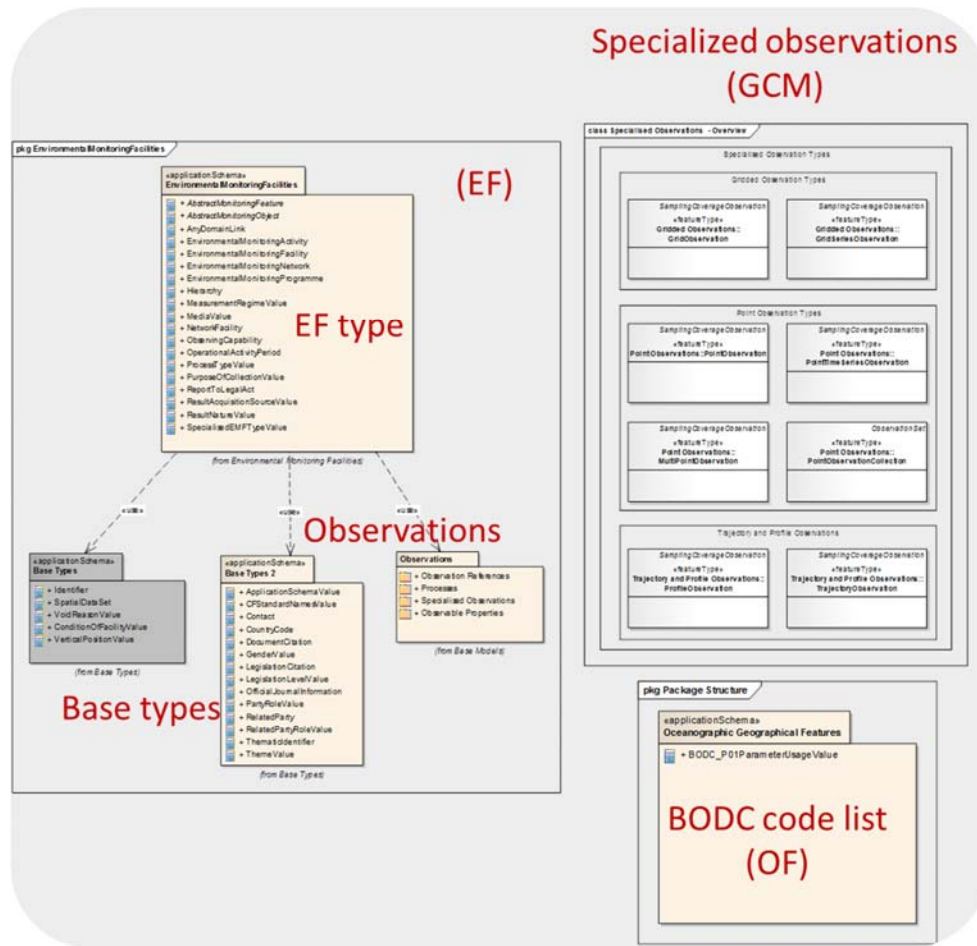 Specialized observations
(GCM)
pkg EnvironmentalMonitoringFacilities
(EF)
«applicationSchema»
EnvironmentalMonitoringFacilities
+ AbstractMonitoringFeature
+ AbstractMonitoringObject
+ AnyDomainLink
+ EnvironmentalMonitoringActivity
+ EnvironmentalMonitoringFacility
+ EnvironmentalMonitoringNetwork
+ EnvironmentalMonitoringProgramme
+ Hierarchy
+ MeasurementRegimeValue
+ MediaValue
+ NetworkFacility
+ ObservingCapability
+ OperationalActivityPeriod
+ ProcessTypeValue
+ PurposeOfCollectionValue
+ ReportToLegalAct
+ ResultAcquisitionSourceValue
+ ResultNatureValue
+ SpecialisedEMFTypeValue
EF type
(from Environmental Monitoring Facilities)
«use»
«use»
«use»
Observations
«applicationSchema»
Base Types
+ Identifier
+ SpatialDataSet
+ VoidReasonValue
+ ConditionOfFacilityValue
+ VerticalPositionValue
(from Base Types)
Base types
«applicationSchema»
Base Types 2
+ ApplicationSchemaValue
+ CFStandardNamesValue
+ Contact
+ CountryCode
+ DocumentCitation
+ GenderValue
+ LegislationCitation
+ LegislationLevelValue
+ OfficialJournalInformation
+ PartyRoleValue
+ RelatedParty
+ RelatedPartyRoleValue
+ ThematicIdentifier
+ ThemeValue
(from Base Types)
Observations
+ Observation References
+ Processes
+ Specialised Observations
+ Observable Properties
(from Base Models)
class Specialised Observations - Overview
Specialised Observation Types
Gridded Observation Types
SamplingCoverageObservation
«featureType»
Gridded Observations::
GridObservation
SamplingCoverageObservation
«featureType»
Gridded Observations::
GridSeriesObservation
Point Observation Types
SamplingCoverageObservation
«featureType»
PointObservations::PointObservation
SamplingCoverageObservation
«featureType»
Point Observations::
PointTimeSeriesObservation
SamplingCoverageObservation
«featureType»
Point Observations::
MultiPointObservation
ObservationSet
«featureType»
Point Observations::
PointObservationCollection
Trajectory and Profile Observations
SamplingCoverageObservation
«featureType»
Trajectory and Profile Observations::
ProfileObservation
SamplingCoverageObservation
«featureType»
Trajectory and Profile Observations::
TrajectoryObservation
pkg Package Structure
«applicationSchema»
Oceanographic Geographical Features
+ BODC_P01ParameterUsageValue
BODC code list
(OF)